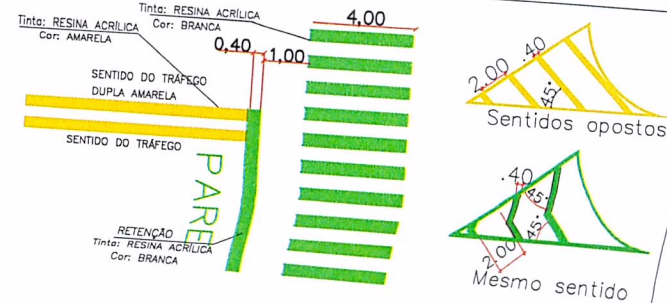 Tinta: RESINA ACRÍLICA
Cor: BRANCA
Tinta: RESINA ACRÍLICA
Cor: AMARELA
4,00
0,40
1,00
SENTIDO DO TRÁFEGO
DUPLA AMARELA
SENTIDO DO TRÁFEGO
PARE
RETENÇÃO
Tinta: RESINA ACRÍLICA
Cor: BRANCA
2.00
.40
45°
Sentidos opostos
.40
45°
45°
2.00
Mesmo sentido